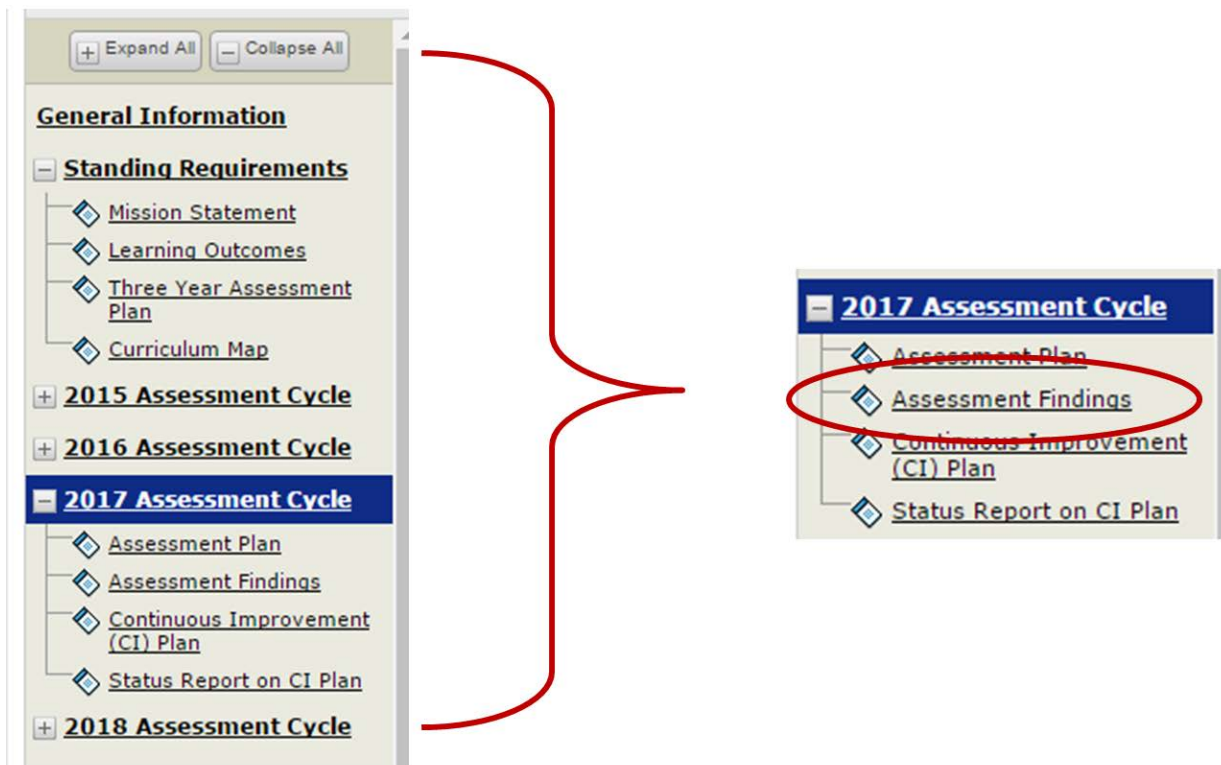 Expand All Collapse All
General Information
Standing Requirements
Mission Statement
Learning Outcomes
Three Year Assessment
Plan
Curriculum Map
2015 Assessment Cycle
2016 Assessment Cycle
2017 Assessment Cycle
Assessment Plan
Assessment Findings
Continuous Improvement
(CI) Plan
Status Report on CI Plan
2018 Assessment Cycle
2017 Assessment Cycle
Assessment Plan
Assessment Findings
Continuous Improvement
(CI) Plan
Status Report on CI Plan